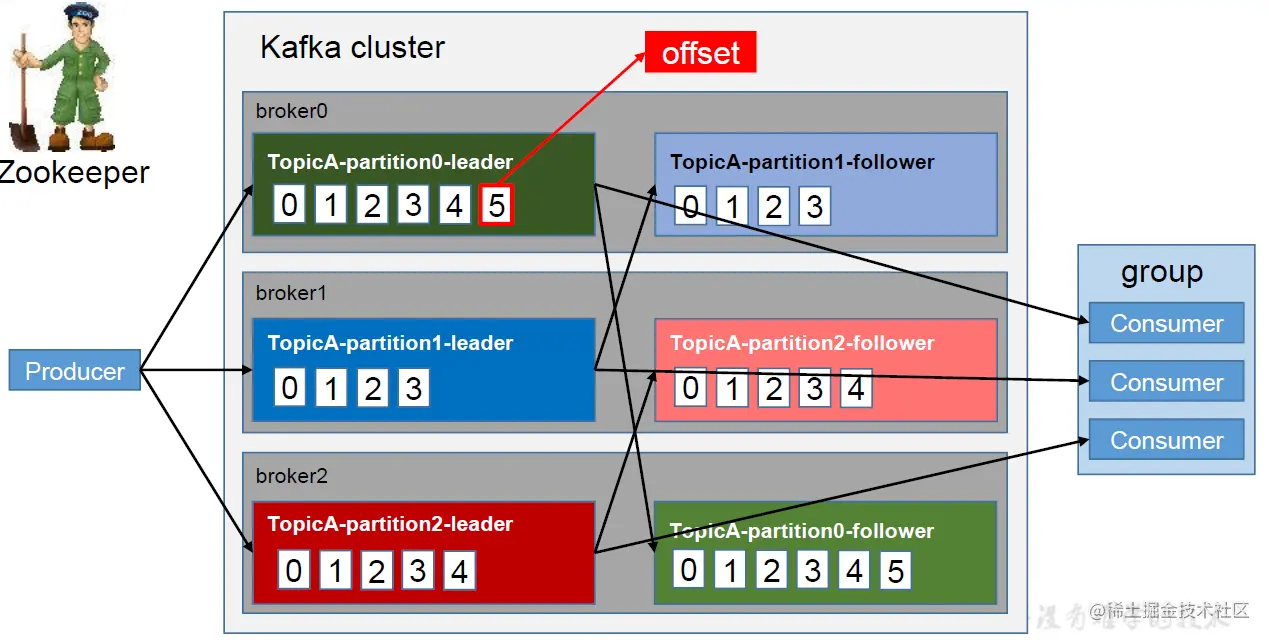 Zookeeper
Kafka cluster
offset
broker0
TopicA-partition0-leader
0 1 2 3 4 5
TopicA-partition1-follower
0 1 2 3
broker1
TopicA-partition1-leader
0 1 2 3
TopicA-partition2-follower
0 1 2 3 4
broker2
TopicA-partition2-leader
0 1 2 3 4
TopicA-partition0-follower
0 1 2 3 4 5
Producer
group
Consumer
Consumer
Consumer
@稀土掘金技术社区